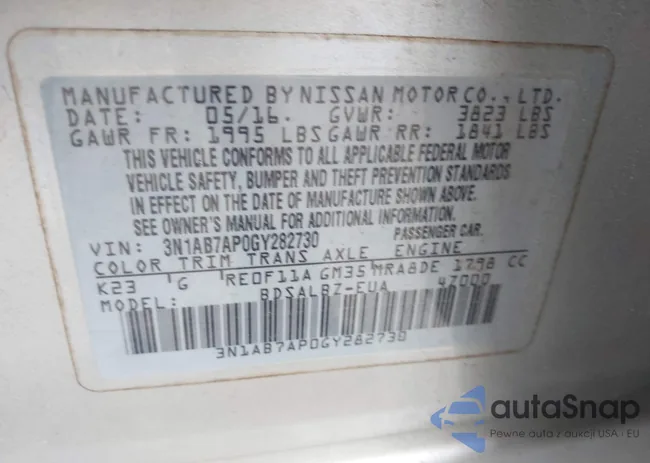 MANUFACTURED BY NISSAN MOTOR CO., LTD.
DATE: 05/16. GVWR: 3823 LBS
GAWR FR: 1995 LBS GAWR RR: 1841 LBS
THIS VEHICLE CONFORMS TO ALL APPLICABLE FEDERAL MOTOR
VEHICLE SAFETY, BUMPER AND THEFT PREVENTION STANDARDS
IN EFFECT ON THE DATE OF MANUFACTURE SHOWN ABOVE.
SEE OWNER'S MANUAL FOR ADDITIONAL INFORMATION.
VIN: 3N1AB7AP0GY282730 PASSENGER CAR.
COLOR TRIM TRANS AXLE ENGINE
K23 G RE0F11A GM35 MRA8DE 1798 CC
MODEL: BDSALBZ-EUA 47000
3N1AB7AP0GY282730
autaSnap
Pewne auta z aukcji USA - EU